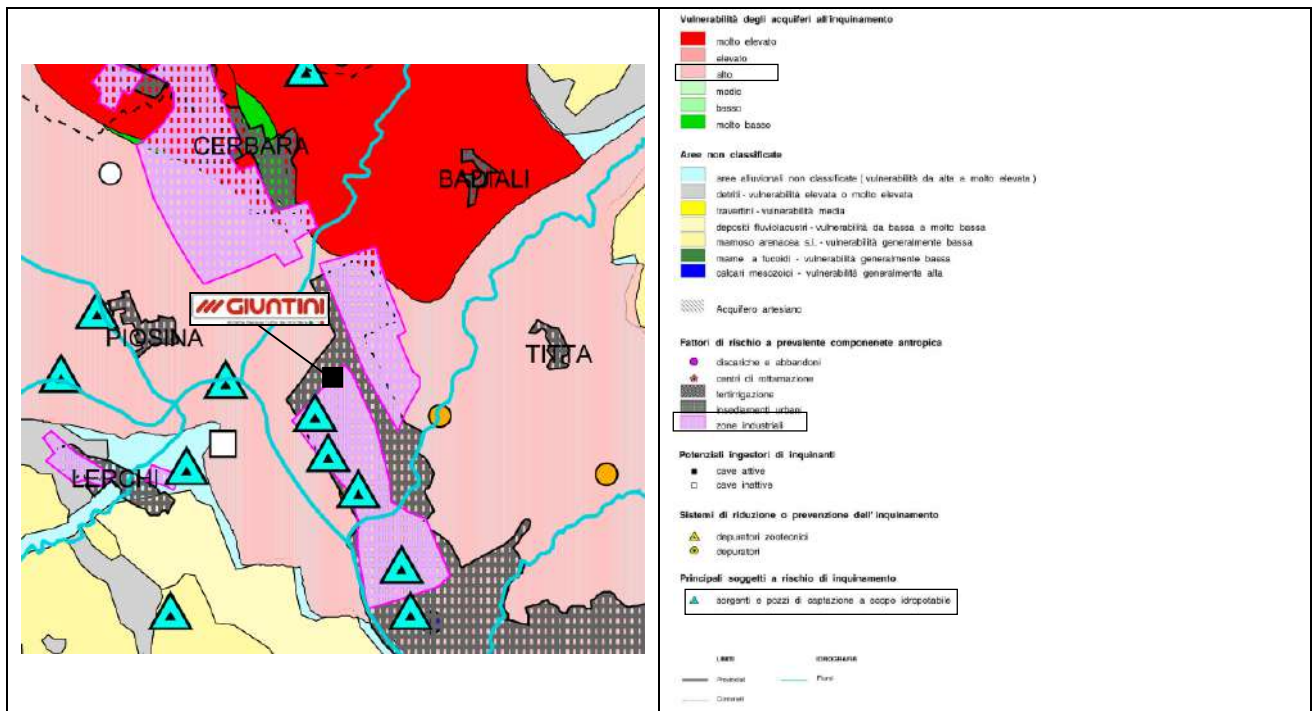 CERBARA
BADIALI
GIUNTINI
PIOSINA
TITTA
LERCHI
Vulnerabilità degli acquiferi all'inquinamento
molto elevato
elevato
alto
medio
basso
molto basso
Aree non classificate
aree alluvionali non classificate ( vulnerabilità da alta a molto elevata )
detriti - vulnerabilità elevata o molto elevata
travertini - vulnerabilità media
depositi fluviolacustri - vulnerabilità da bassa a molto bassa
marnoso arenacea s.l. - vulnerabilità generalmente bassa
marne a fucoidi - vulnerabilità generalmente bassa
calcari mesozoici - vulnerabilità generalmente alta
Acquifero artesiano
Fattori di rischio a prevalente componenete antropica
discariche e abbandoni
centri di rottamazione
fertirrigazione
insediamenti urbani
zone industriali
Potenziali ingestori di inquinanti
cave attive
cave inattive
Sistemi di riduzione o prevenzione dell'inquinamento
depuratori zootecnici
depuratori
Principali soggetti a rischio di inquinamento
sorgenti e pozzi di captazione a scopo idropotabile
LIMITI IDROGRAFIA
Provinciali Fiumi
Comunali